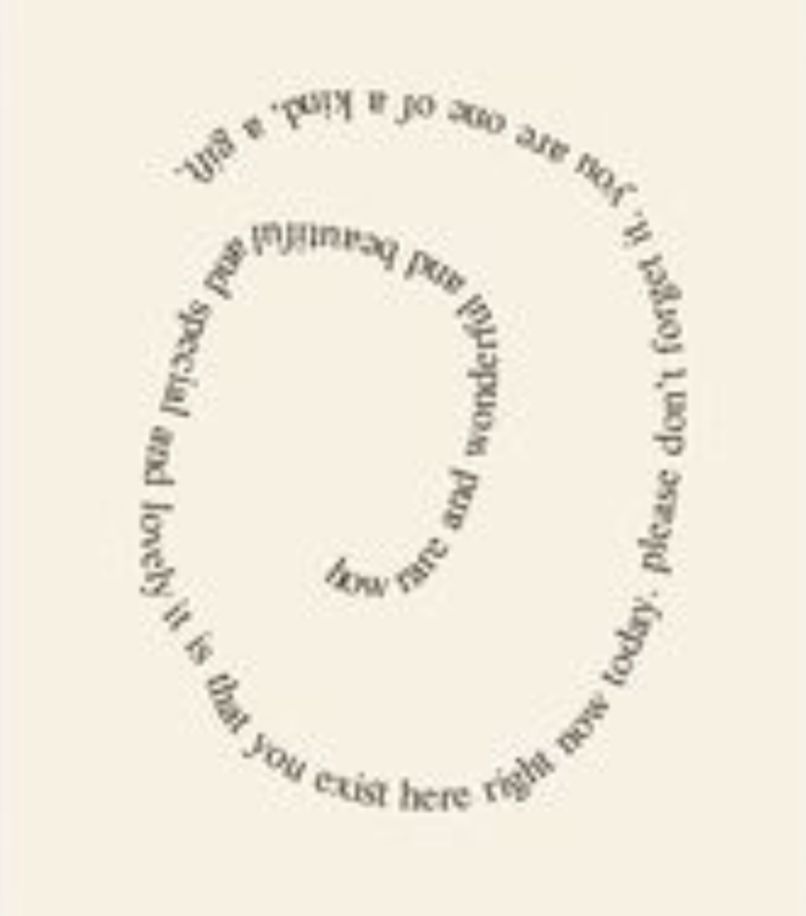 how rare and wonderful and beautiful and special and lovely it is that you exist here right now today. please don't forget it. you are one of a kind, a gift.